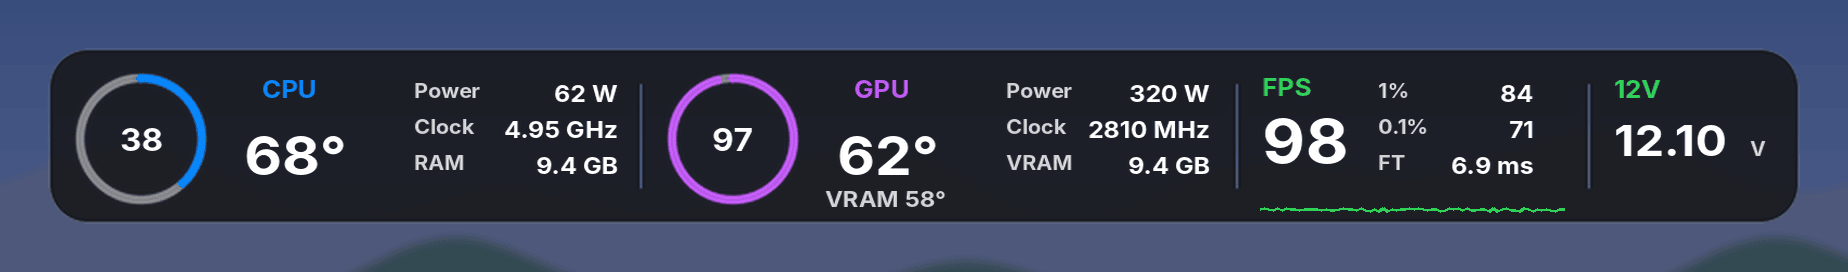 38
CPU
68°
Power 62 W
Clock 4.95 GHz
RAM 9.4 GB
97
GPU
62°
VRAM 58°
Power 320 W
Clock 2810 MHz
VRAM 9.4 GB
FPS
98
1% 84
0.1% 71
FT 6.9 ms
12V
12.10 V